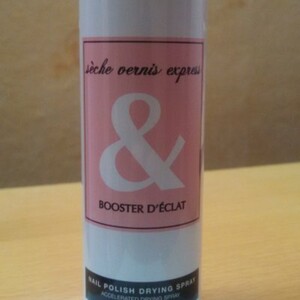 sèche vernis express
&
BOOSTER D'ÉCLAT
NAIL POLISH DRYING SPRAY
ACCELERATED DRYING SPRAY